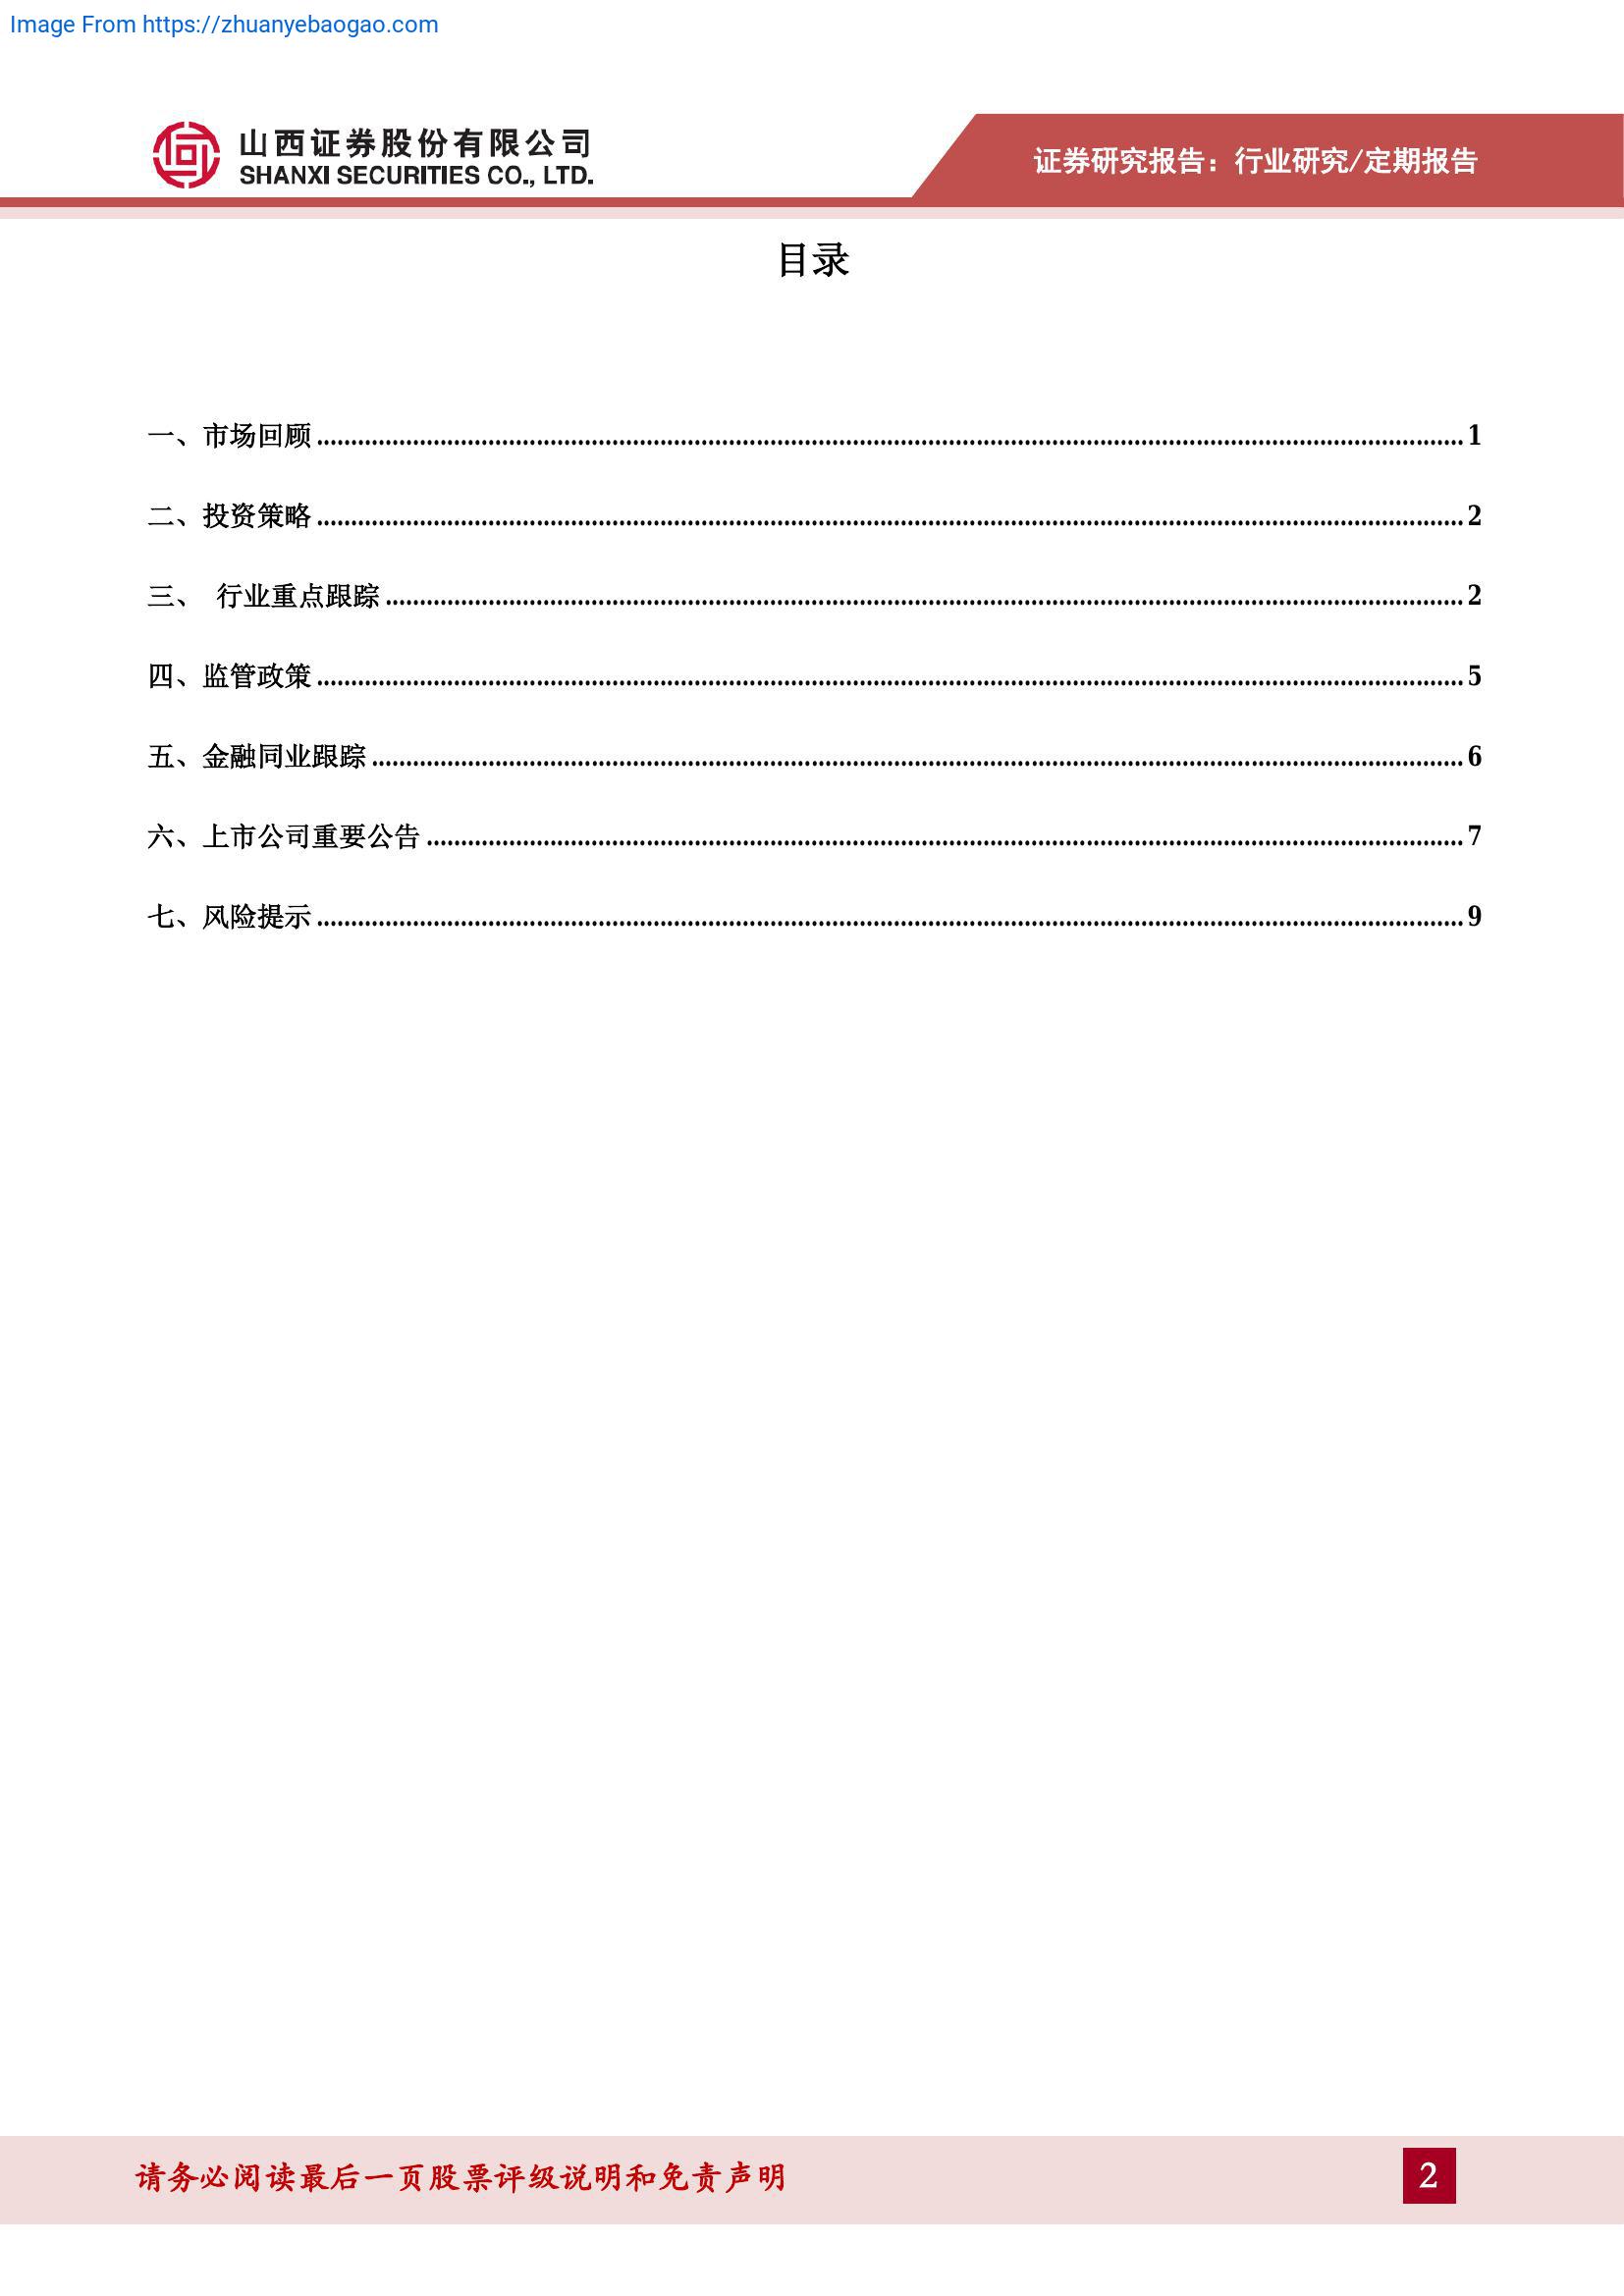 Image From https://zhuanyebaogao.com
山西证券股份有限公司
SHANXI SECURITIES CO., LTD.
证券研究报告：行业研究/定期报告
目录
一、市场回顾 1
二、投资策略 2
三、 行业重点跟踪 2
四、监管政策 5
五、金融同业跟踪 6
六、上市公司重要公告 7
七、风险提示 9
请务必阅读最后一页股票评级说明和免责声明
2